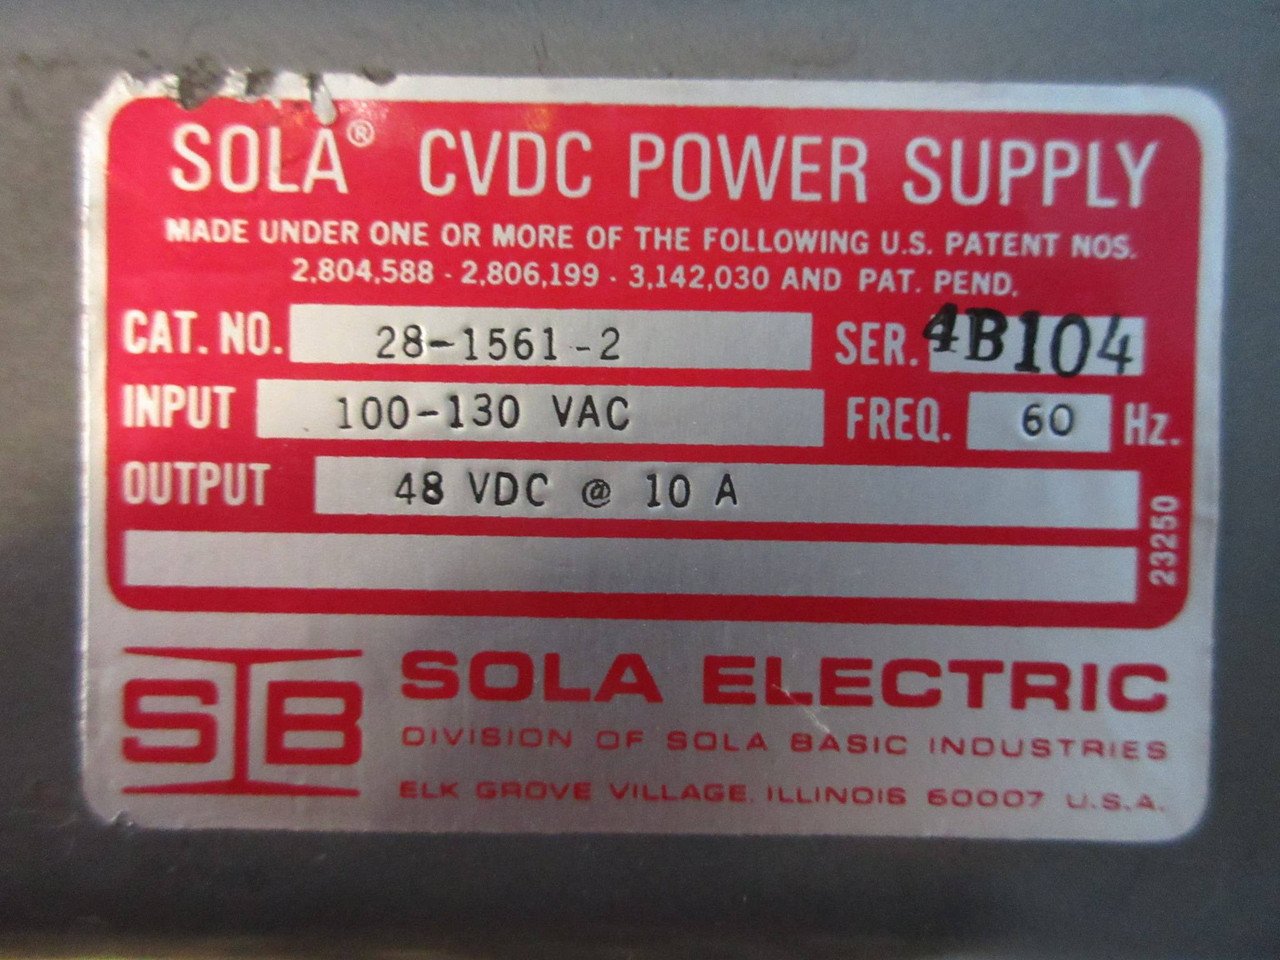 SOLA® CVDC POWER SUPPLY
MADE UNDER ONE OR MORE OF THE FOLLOWING U.S. PATENT NOS.
2,804,588 - 2,806,199 - 3,142,030 AND PAT. PEND.
CAT. NO. 28-1561-2 SER. 4B104
INPUT 100-130 VAC FREQ. 60 Hz.
OUTPUT 48 VDC @ 10 A
23250
SIB SOLA ELECTRIC
DIVISION OF SOLA BASIC INDUSTRIES
ELK GROVE VILLAGE, ILLINOIS 60007 U.S.A.